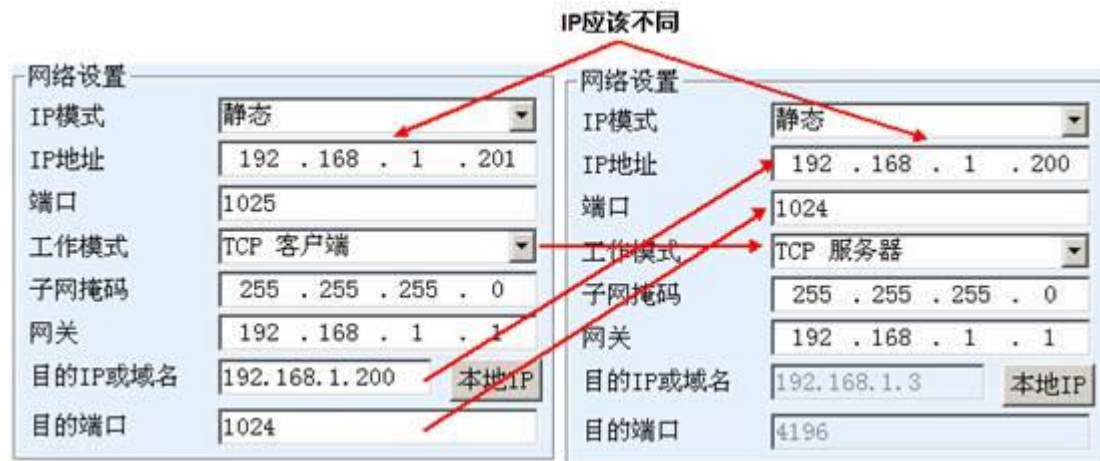 IP应该不同
网络设置
IP模式 静态
IP地址 192 . 168 . 1 . 201
端口 1025
工作模式 TCP 客户端
子网掩码 255 . 255 . 255 . 0
网关 192 . 168 . 1 . 1
目的IP或域名 192.168.1.200 本地IP
目的端口 1024
网络设置
IP模式 静态
IP地址 192 . 168 . 1 . 200
端口 1024
工作模式 TCP 服务器
子网掩码 255 . 255 . 255 . 0
网关 192 . 168 . 1 . 1
目的IP或域名 192.168.1.3 本地IP
目的端口 4196